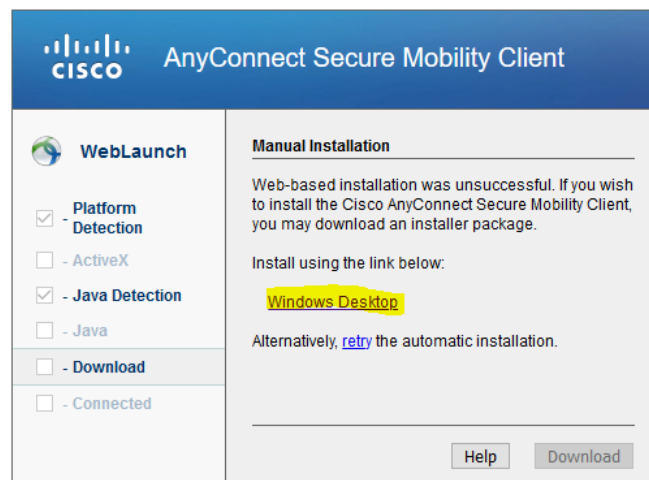 CISCO
AnyConnect Secure Mobility Client
WebLaunch
- Platform
Detection
- ActiveX
- Java Detection
- Java
- Download
- Connected
Manual Installation
Web-based installation was unsuccessful. If you wish
to install the Cisco AnyConnect Secure Mobility Client,
you may download an installer package.
Install using the link below:
Windows Desktop
Alternatively, retry the automatic installation.
Help
Download